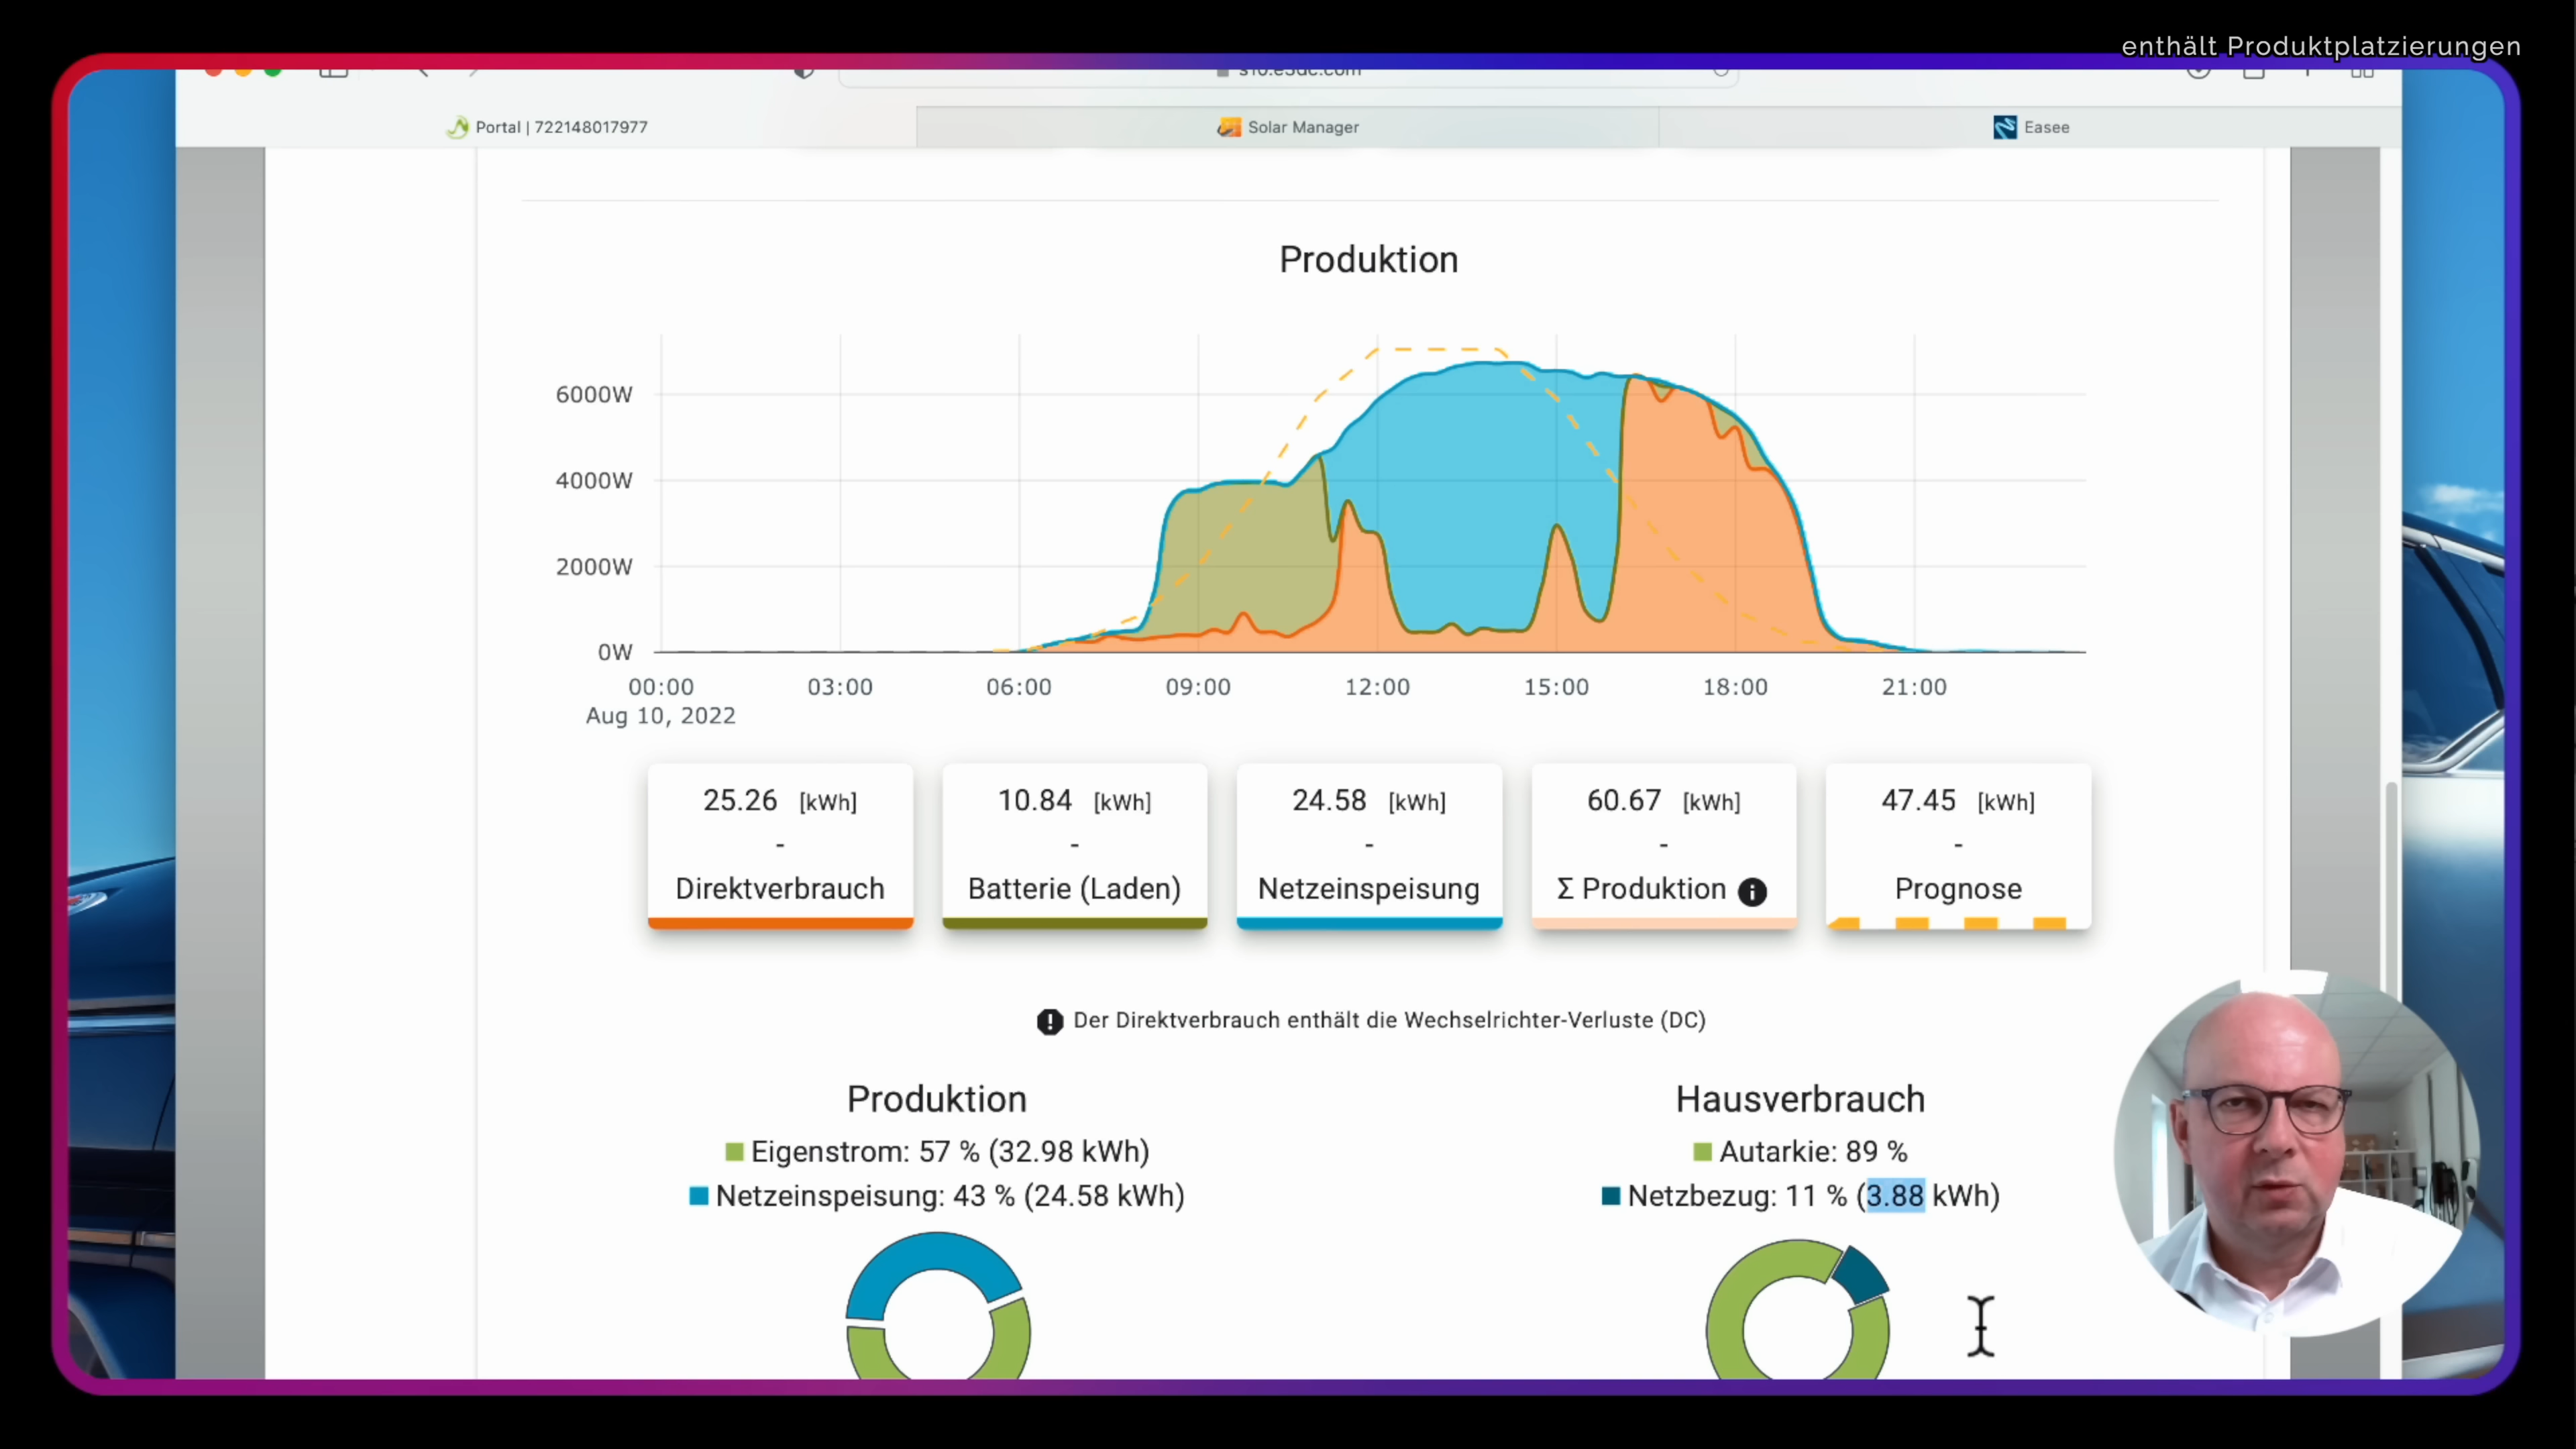 enthält Produktplatzierungen
s10.e3dc.com
Portal | 722148017977
Solar Manager
Easee
Produktion
6000W
4000W
2000W
0W
00:00 03:00 06:00 09:00 12:00 15:00 18:00 21:00
Aug 10, 2022
25.26 [kWh]
-
Direktverbrauch
10.84 [kWh]
-
Batterie (Laden)
24.58 [kWh]
-
Netzeinspeisung
60.67 [kWh]
-
Σ Produktion
47.45 [kWh]
-
Prognose
Der Direktverbrauch enthält die Wechselrichter-Verluste (DC)
Produktion
Eigenstrom: 57 % (32.98 kWh)
Netzeinspeisung: 43 % (24.58 kWh)
Hausverbrauch
Autarkie: 89 %
Netzbezug: 11 % (3.88 kWh)